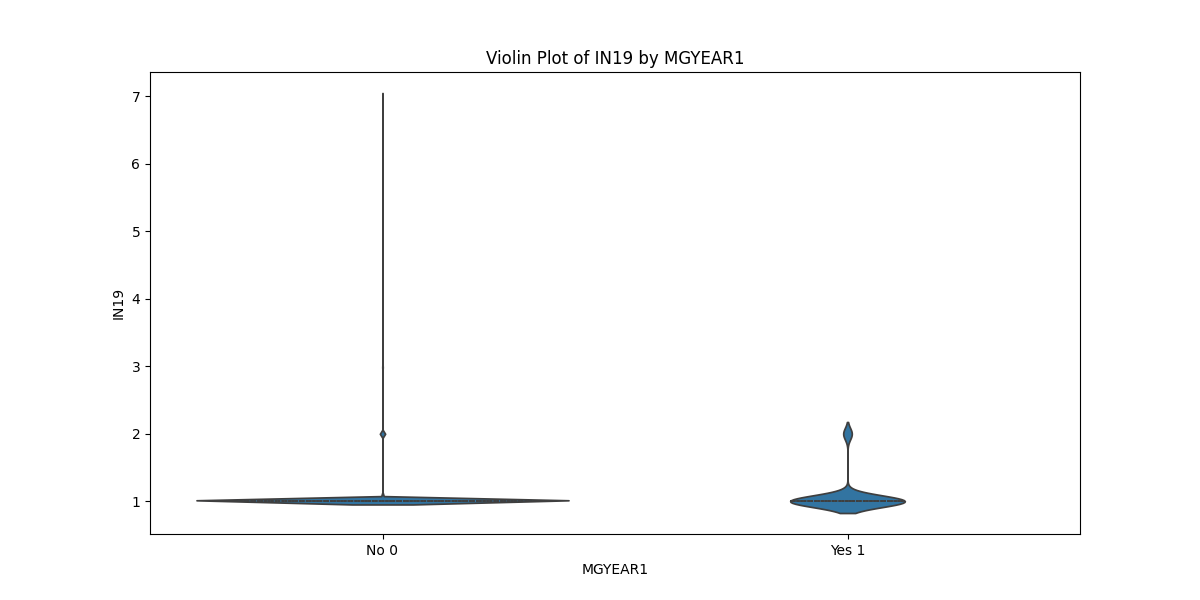 Violin Plot of IN19 by MGYEAR1
7
6
5
4
3
2
1
IN19
No 0
Yes 1
MGYEAR1